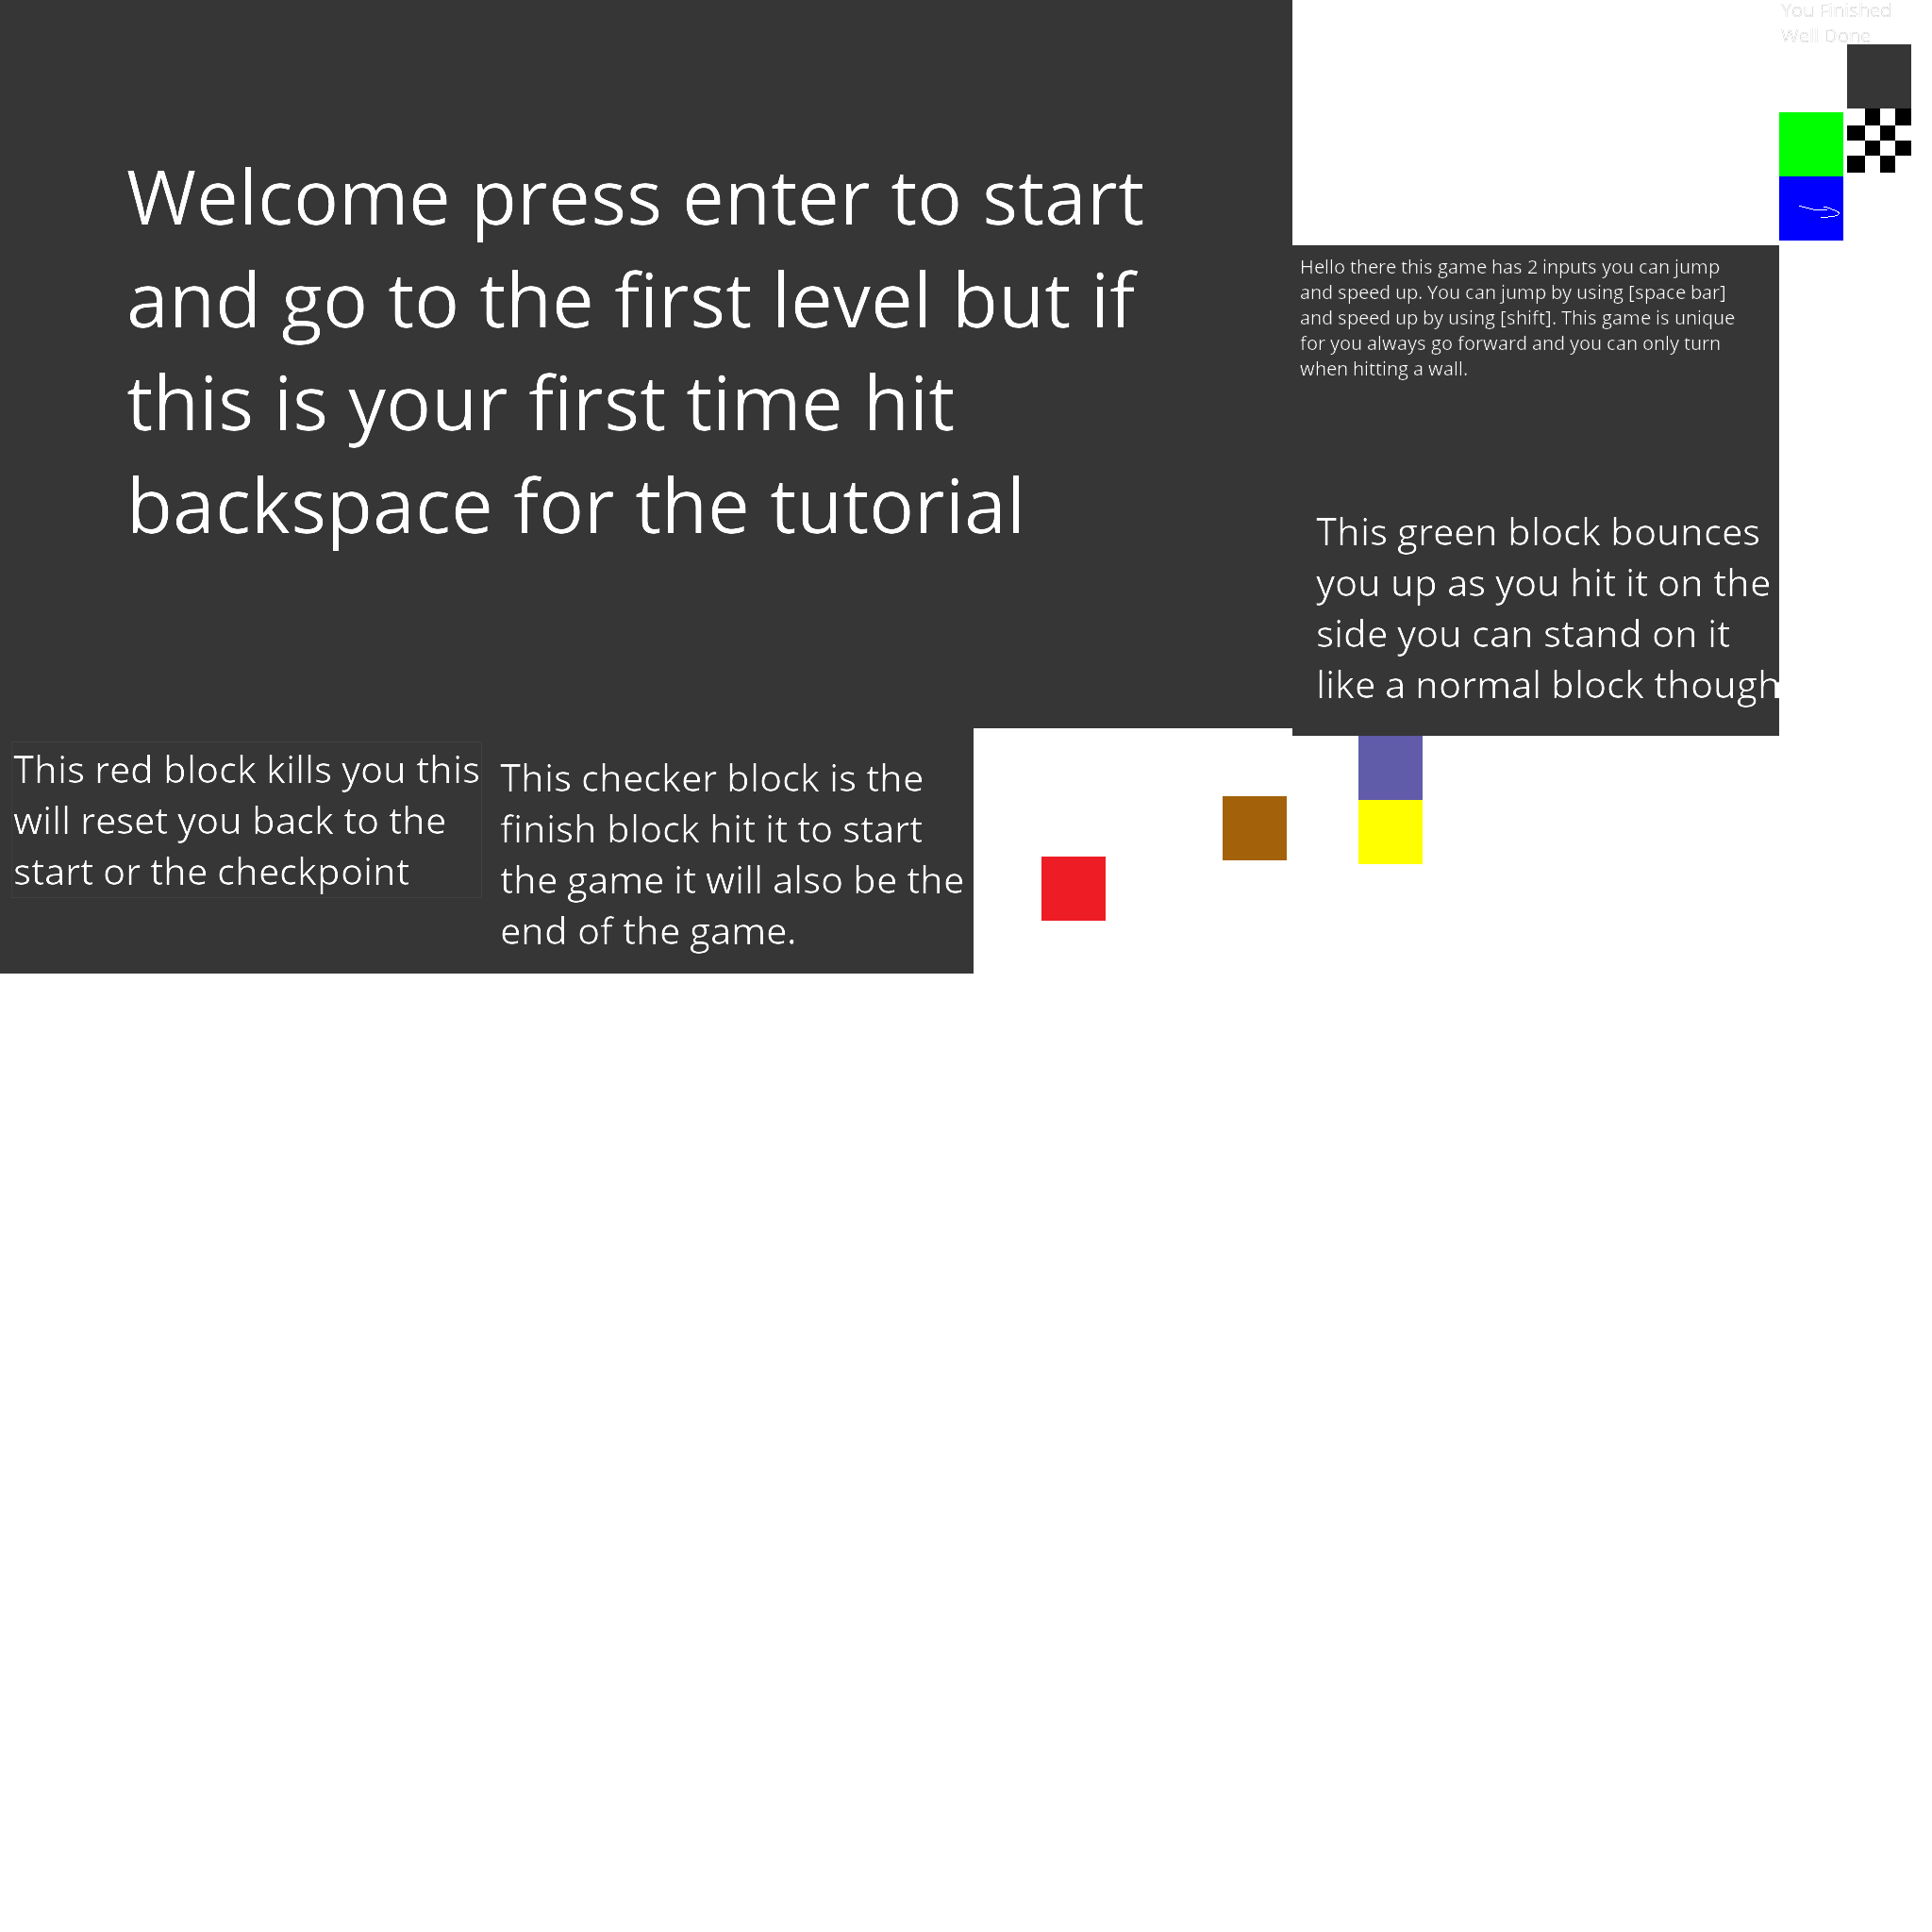 Welcome press enter to start
and go to the first level but if
this is your first time hit
backspace for the tutorial
You Finished
Well Done
Hello there this game has 2 inputs you can jump
and speed up. You can jump by using [space bar]
and speed up by using [shift]. This game is unique
for you always go forward and you can only turn
when hitting a wall.
This green block bounces
you up as you hit it on the
side you can stand on it
like a normal block though
This red block kills you this
will reset you back to the
start or the checkpoint
This checker block is the
finish block hit it to start
the game it will also be the
end of the game.